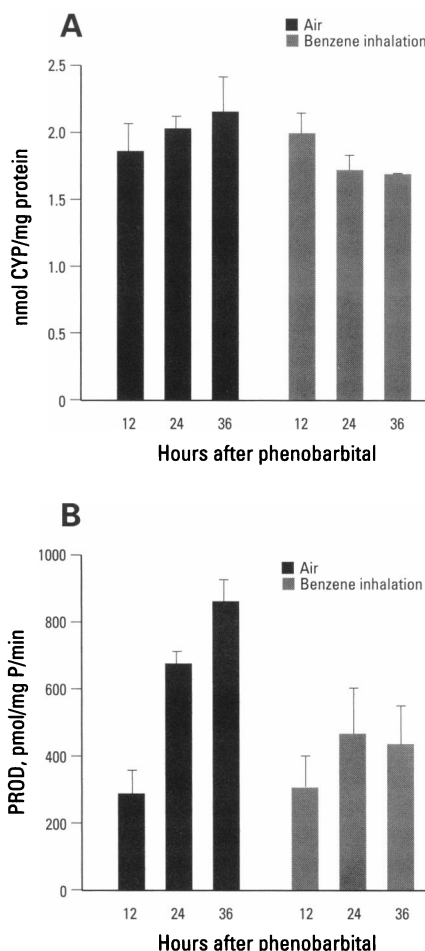 A
Air
Benzene inhalation
2.5
2.0
1.5
1.0
0.5
0
nmol CYP/mg protein
12 24 36 12 24 36
Hours after phenobarbital
B
Air
Benzene inhalation
1000
800
600
400
200
0
PROD, pmol/mg P/min
12 24 36 12 24 36
Hours after phenobarbital